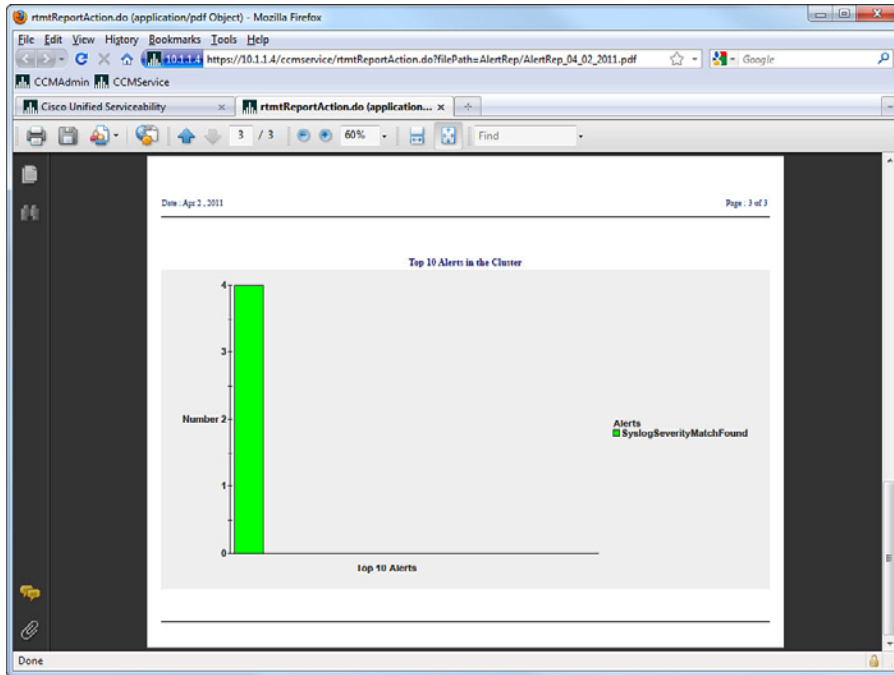 rtmtReportAction.do (application/pdf Object) - Mozilla Firefox
File Edit View History Bookmarks Tools Help
10.1.1.4 https://10.1.1.4/ccmservice/rtmtReportAction.do?filePath=AlertRep/AlertRep_04_02_2011.pdf Google
CCMAdmin CCMService
Cisco Unified Serviceability rtmtReportAction.do (application...
3 / 3 60% Find
Date : Apr 2 , 2011 Page : 3 of 3
Top 10 Alerts in the Cluster
4
3
Number 2
1
0
Alerts
SyslogSeverityMatchFound
Top 10 Alerts
Done